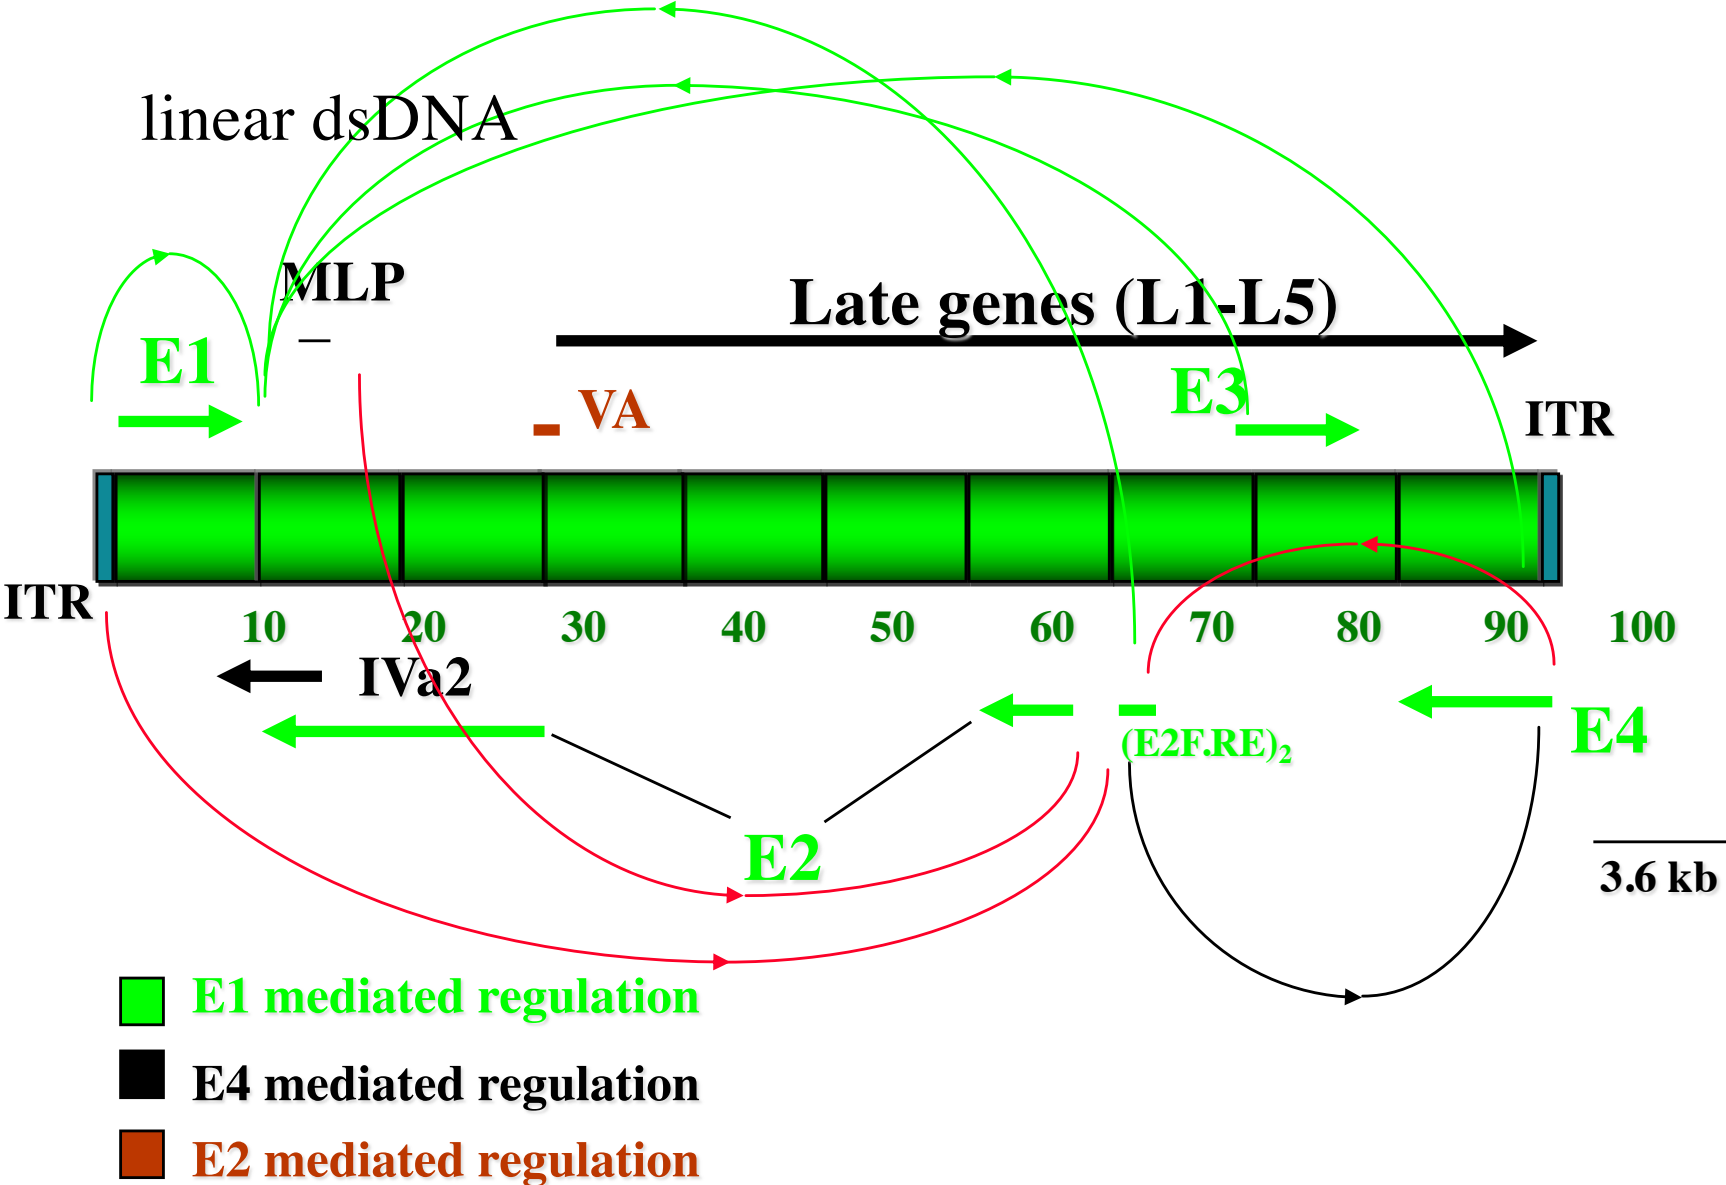 linear dsDNA
MLP
Late genes (L1-L5)
E1
VA
E3
ITR
ITR
10 20 30 40 50 60 70 80 90 100
IVa2
(E2F.RE)2
E4
E2
3.6 kb
E1 mediated regulation
E4 mediated regulation
E2 mediated regulation